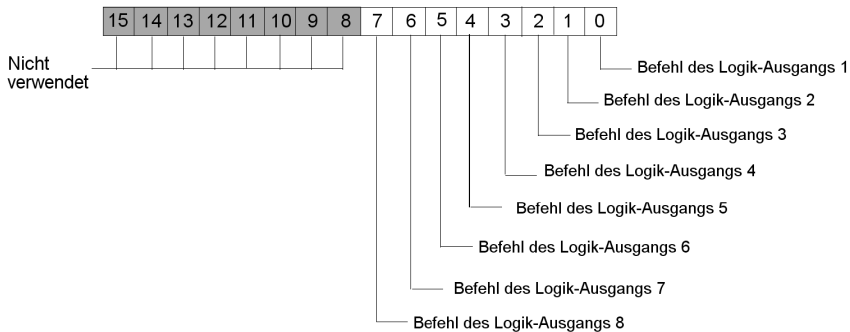 15 14 13 12 11 10 9 8 7 6 5 4 3 2 1 0
Nicht
verwendet
Befehl des Logik-Ausgangs 1
Befehl des Logik-Ausgangs 2
Befehl des Logik-Ausgangs 3
Befehl des Logik-Ausgangs 4
Befehl des Logik-Ausgangs 5
Befehl des Logik-Ausgangs 6
Befehl des Logik-Ausgangs 7
Befehl des Logik-Ausgangs 8